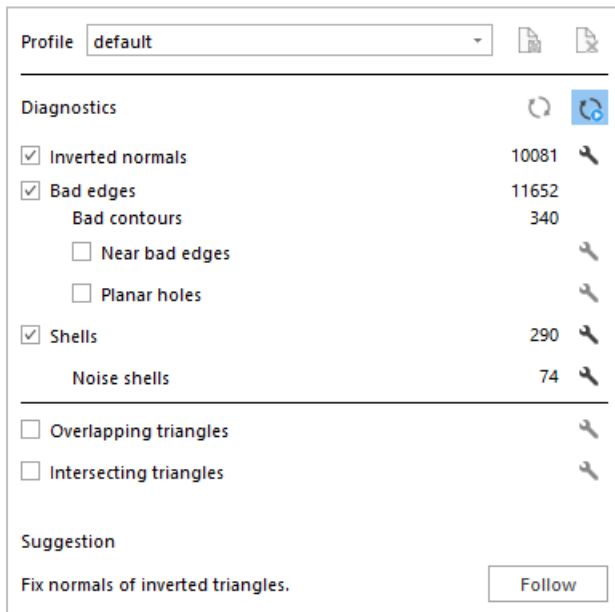 Profile default
Diagnostics
Inverted normals 10081
Bad edges 11652
Bad contours 340
Near bad edges
Planar holes
Shells 290
Noise shells 74
Overlapping triangles
Intersecting triangles
Suggestion
Fix normals of inverted triangles. Follow